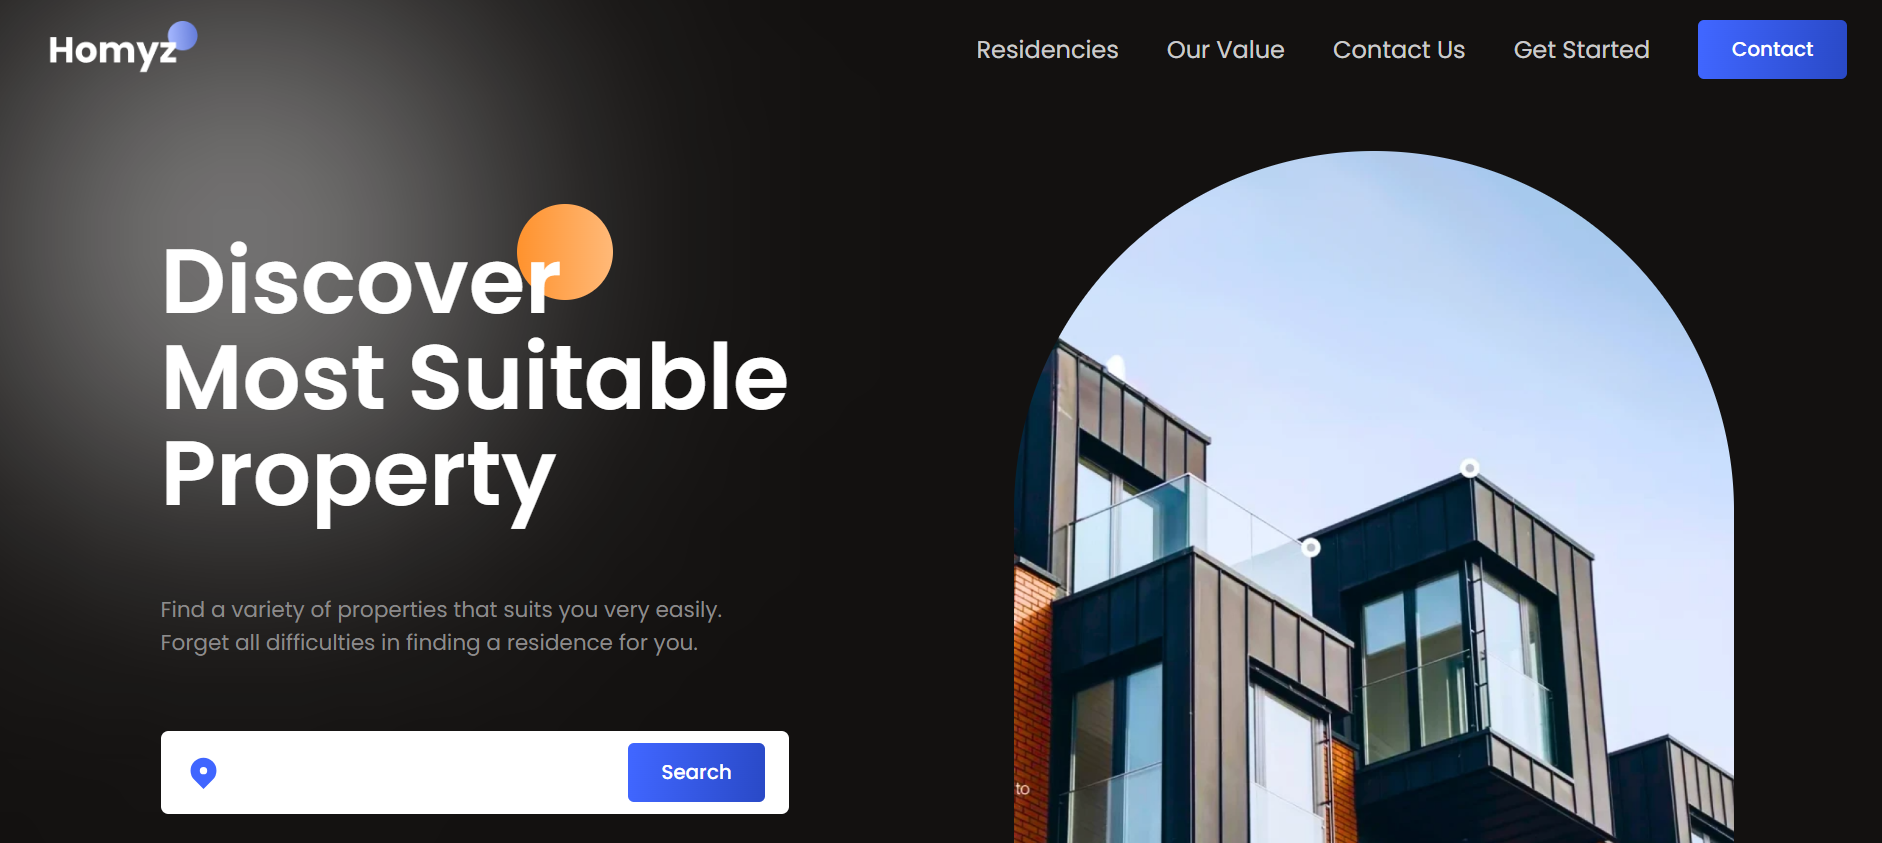 Homyz
Residencies
Our Value
Contact Us
Get Started
Contact
Discover
Most Suitable
Property
Find a variety of properties that suits you very easily.
Forget all difficulties in finding a residence for you.
Search
to